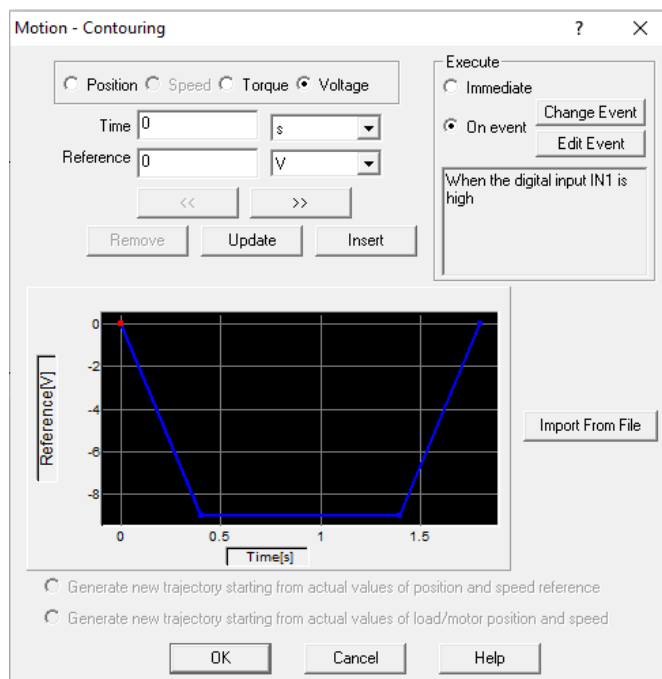 Motion - Contouring
?
Position Speed Torque Voltage
Time 0 s
Reference 0 V
<< >>
Remove Update Insert
Execute
Immediate
On event
Change Event
Edit Event
When the digital input IN1 is
high
Reference[V]
0
-2
-4
-6
-8
0 0.5 1 1.5
Time[s]
Import From File
Generate new trajectory starting from actual values of position and speed reference
Generate new trajectory starting from actual values of load/motor position and speed
OK Cancel Help